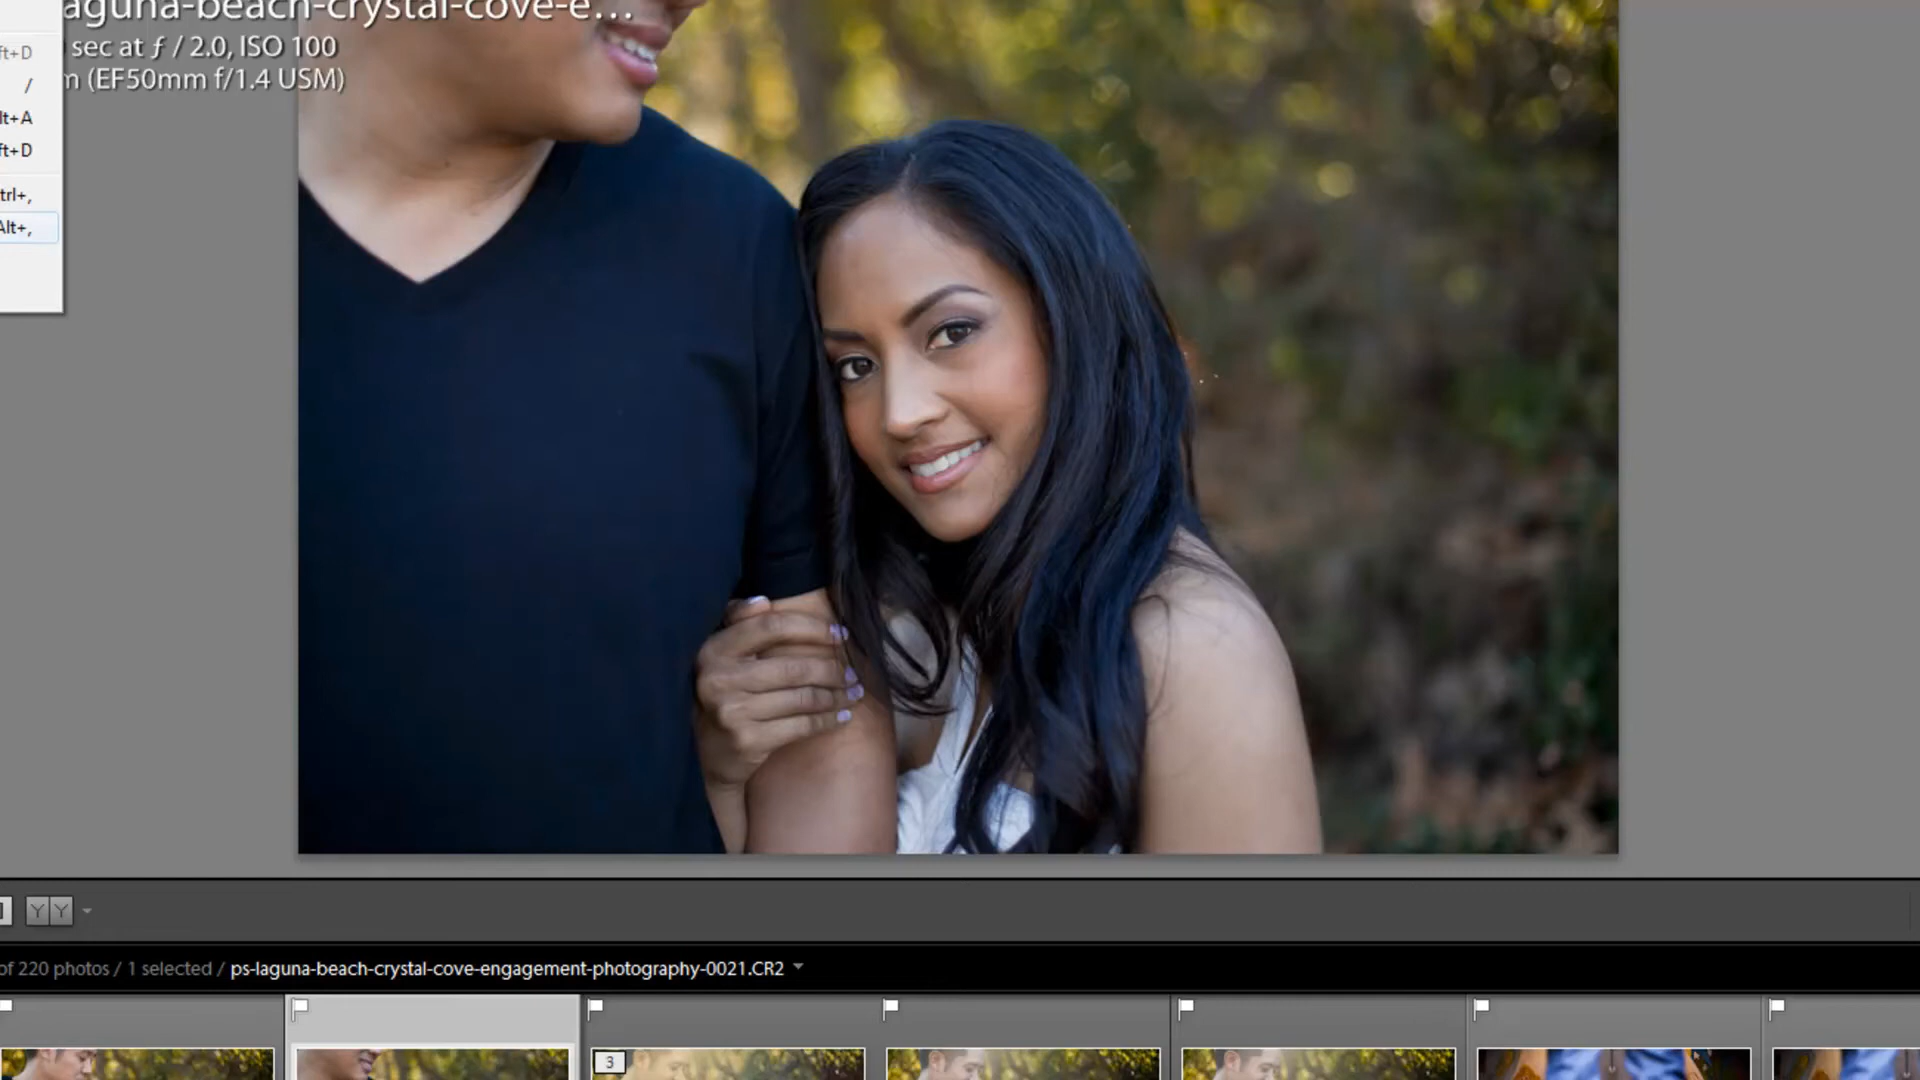 aguna-beach-crystal-cove-e...
sec at ƒ / 2.0, ISO 100
(EF50mm f/1.4 USM)
ft+D
/
lt+A
ft+D
trl+,
Alt+,
YY
of 220 photos / 1 selected / ps-laguna-beach-crystal-cove-engagement-photography-0021.CR2
3